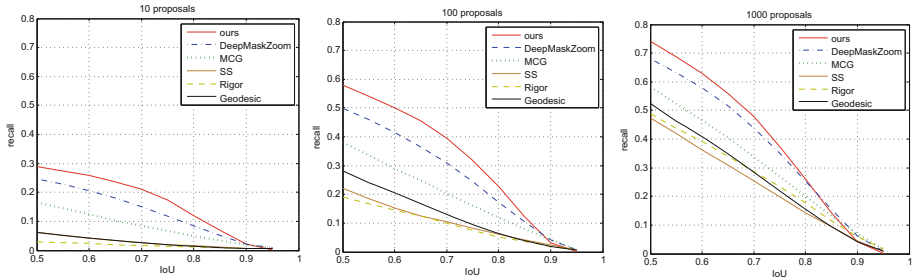 10 proposals
0.8
0.7
0.6
0.5
0.4
0.3
0.2
0.1
0
recall
ours
DeepMaskZoom
MCG
SS
Rigor
Geodesic
0.5 0.6 0.7 0.8 0.9 1
IoU
100 proposals
0.8
0.7
0.6
0.5
0.4
0.3
0.2
0.1
0
recall
ours
DeepMaskZoom
MCG
SS
Rigor
Geodesic
0.5 0.6 0.7 0.8 0.9 1
IoU
1000 proposals
0.8
0.7
0.6
0.5
0.4
0.3
0.2
0.1
0
recall
ours
DeepMaskZoom
MCG
SS
Rigor
Geodesic
0.5 0.6 0.7 0.8 0.9 1
IoU